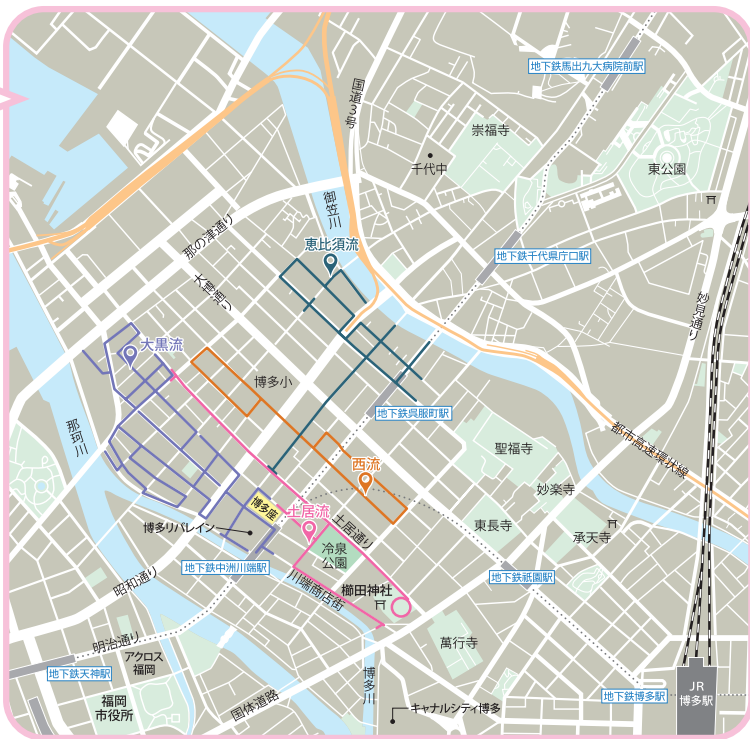 地下鉄馬出九大病院前駅
国道3号
崇福寺
千代中
東公園
御笠川
那の津通り
恵比須流
地下鉄千代県庁口駅
大博通り
妙見通り
大黒流
博多小
地下鉄呉服町駅
那珂川
都市高速環状線
聖福寺
西流
妙楽寺
博多座
土居流
土居通り
東長寺
承天寺
博多リバレイン
冷泉
公園
地下鉄中洲川端駅
地下鉄祇園駅
昭和通り
川端商店街
櫛田神社
明治通り
萬行寺
アクロス
福岡
地下鉄天神駅
博多川
JR
博多駅
地下鉄博多駅
福岡
市役所
国体道路
キャナルシティ博多